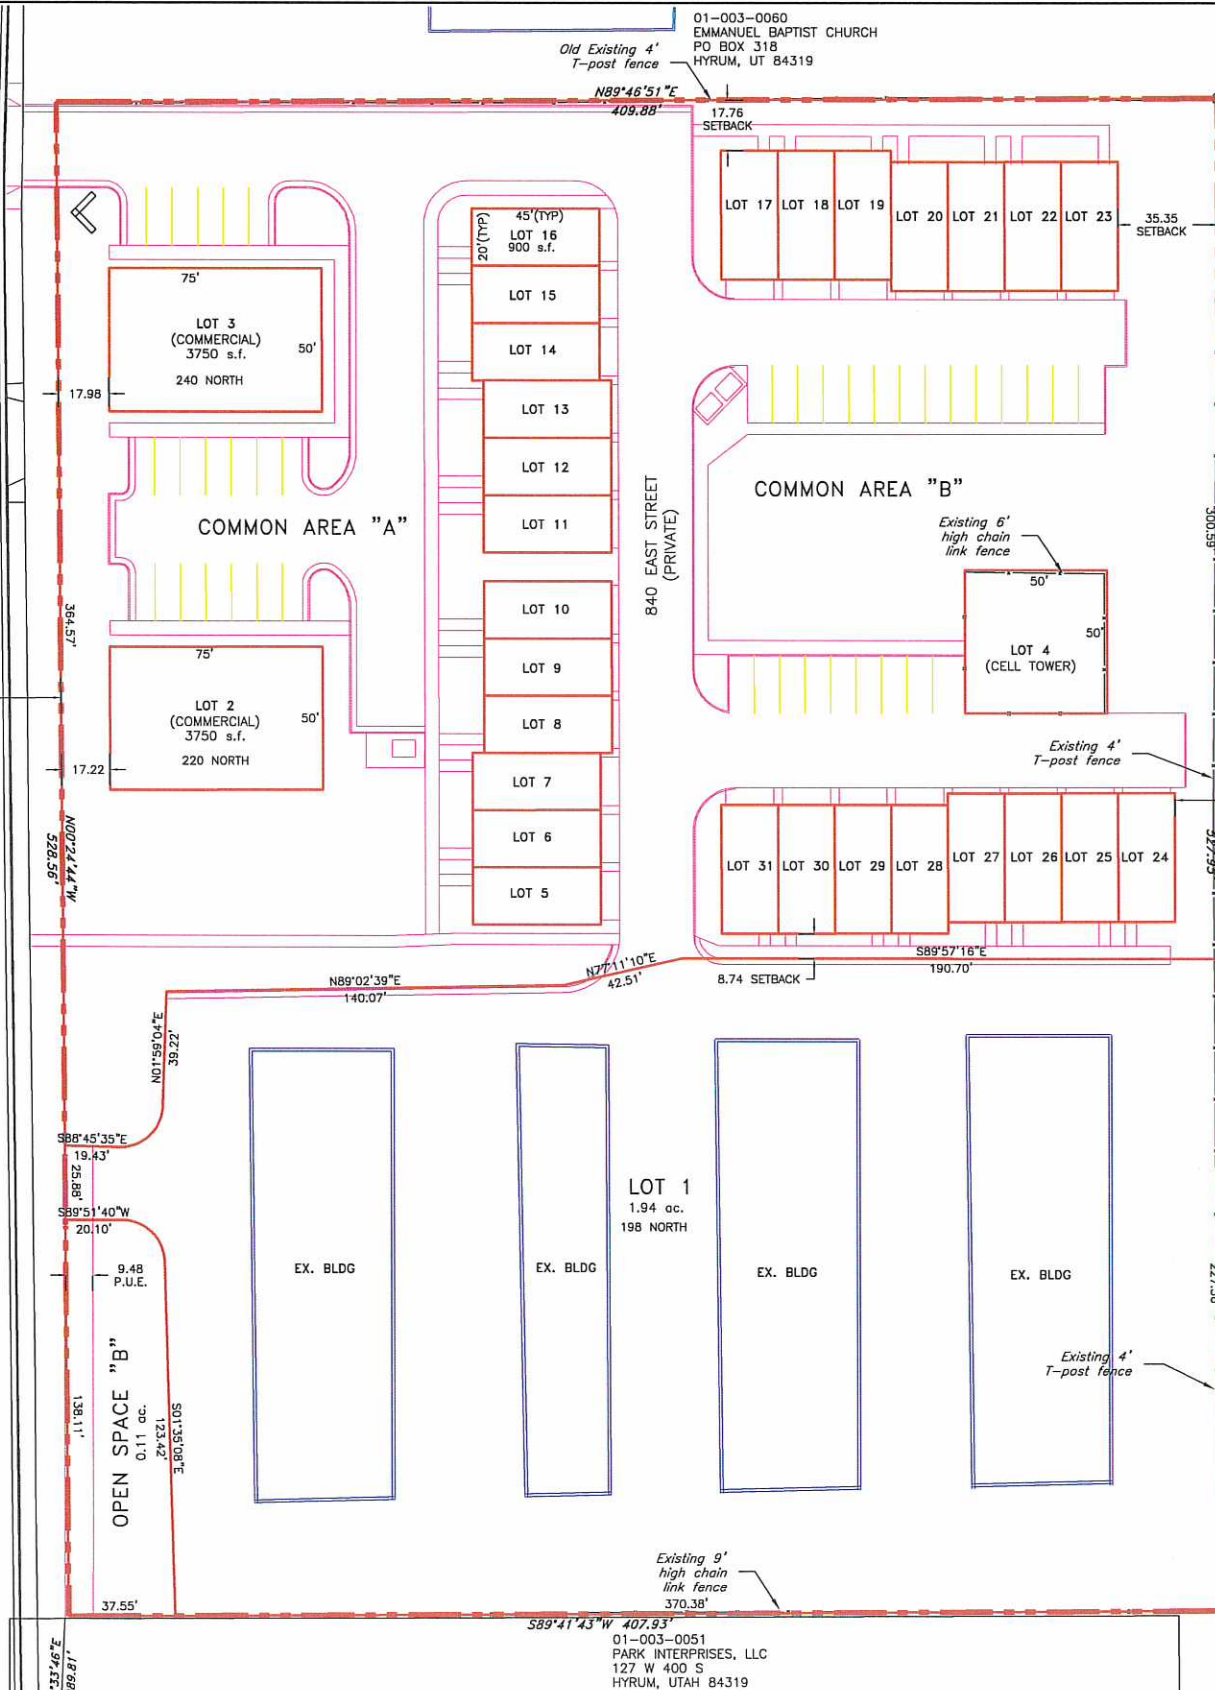 01-003-0060
EMMANUEL BAPTIST CHURCH
PO BOX 318
HYRUM, UT 84319
Old Existing 4'
T-post fence
N89°46'51"E
409.88'
17.76
SETBACK
LOT 17
LOT 18
LOT 19
LOT 20
LOT 21
LOT 22
LOT 23
35.35
SETBACK
45'(TYP)
20'(TYP)
LOT 16
900 s.f.
LOT 15
LOT 14
LOT 13
LOT 12
LOT 11
LOT 10
LOT 9
LOT 8
LOT 7
LOT 6
LOT 5
75'
LOT 3
(COMMERCIAL)
3750 s.f.
50'
240 NORTH
17.98
COMMON AREA "A"
840 EAST STREET
(PRIVATE)
COMMON AREA "B"
Existing 6'
high chain
link fence
300.59'
50'
50'
LOT 4
(CELL TOWER)
364.57'
75'
LOT 2
(COMMERCIAL)
3750 s.f.
50'
220 NORTH
17.22
Existing 4'
T-post fence
N00°24'44"W
528.56'
527.95'
LOT 31
LOT 30
LOT 29
LOT 28
LOT 27
LOT 26
LOT 25
LOT 24
S89°57'16"E
190.70'
8.74 SETBACK
N77°11'10"E
42.51'
N89°02'39"E
140.07'
N01°59'04"E
39.22'
S88°45'35"E
19.43'
25.88'
S89°51'40"W
20.10'
9.48
P.U.E.
LOT 1
1.94 ac.
198 NORTH
EX. BLDG
EX. BLDG
EX. BLDG
EX. BLDG
OPEN SPACE "B"
0.11 ac.
138.11'
S01°35'08"E
123.42'
Existing 4'
T-post fence
37.55'
Existing 9'
high chain
link fence
370.38'
S89°41'43"W 407.93'
01-003-0051
PARK INTERPRISES, LLC
127 W 400 S
HYRUM, UTAH 84319
°33'46"E
89.81'